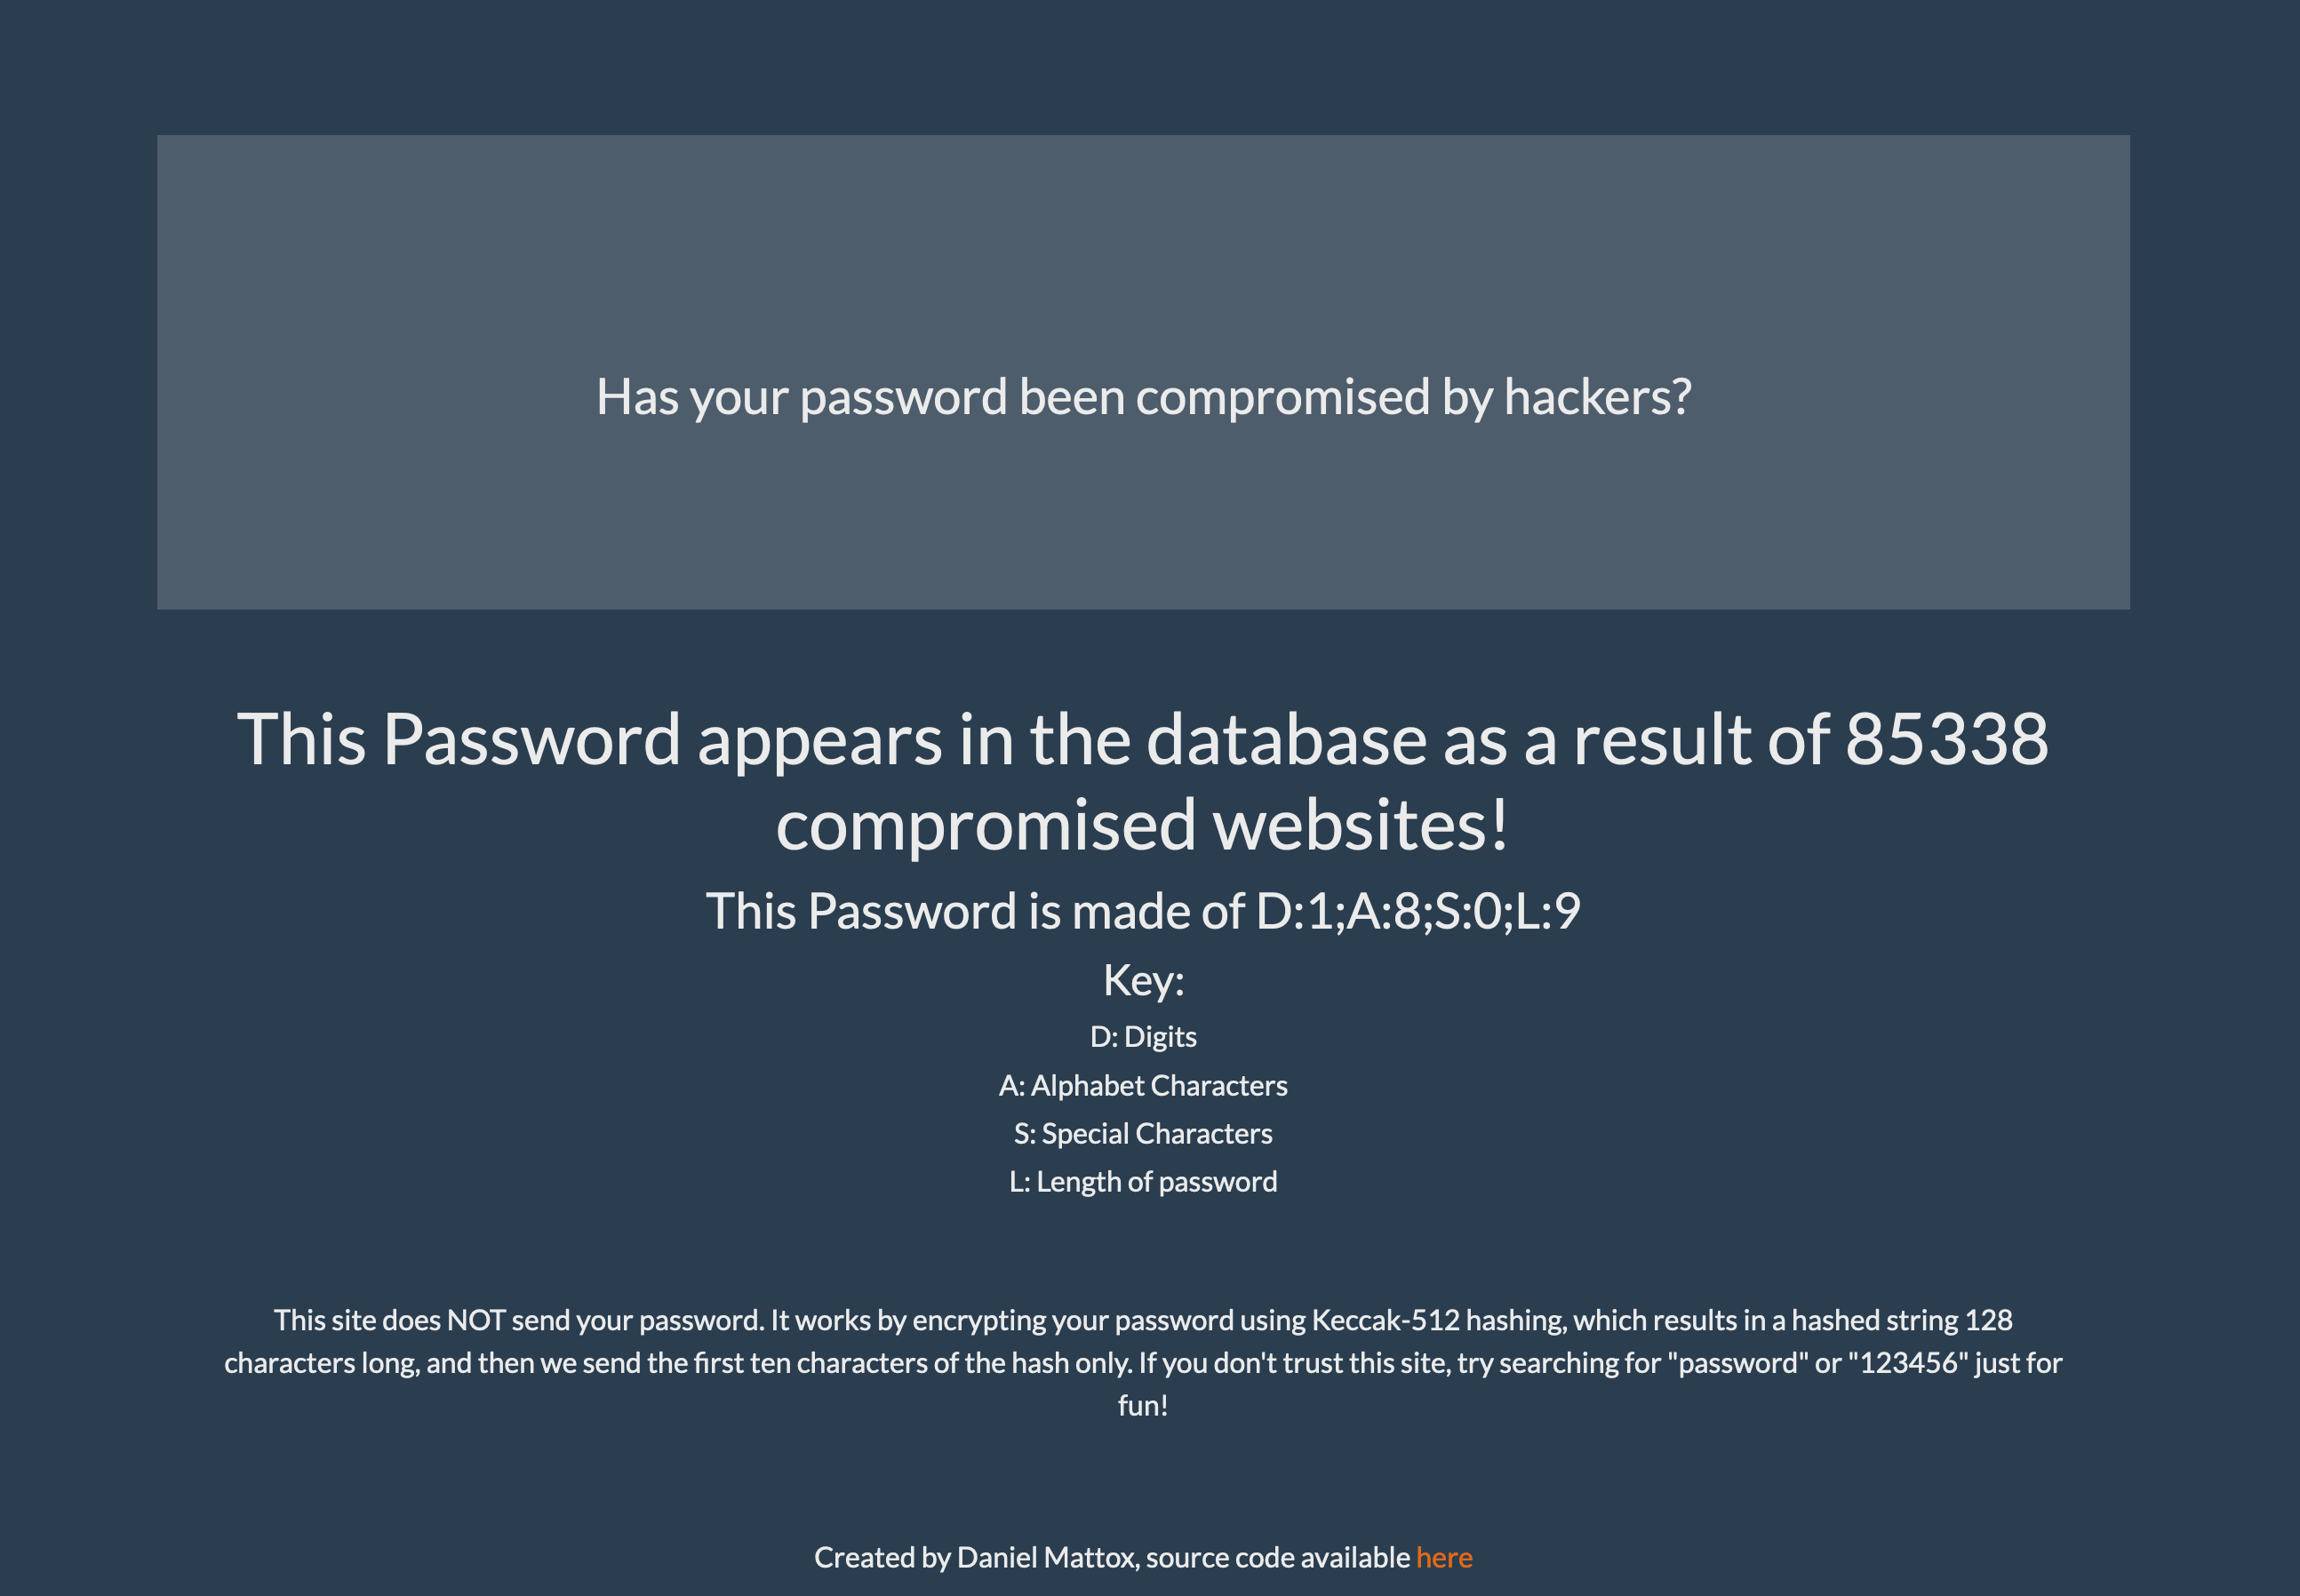 Has your password been compromised by hackers?
This Password appears in the database as a result of 85338
compromised websites!
This Password is made of D:1;A:8;S:0;L:9
Key:
D: Digits
A: Alphabet Characters
S: Special Characters
L: Length of password
This site does NOT send your password. It works by encrypting your password using Keccak-512 hashing, which results in a hashed string 128
characters long, and then we send the first ten characters of the hash only. If you don't trust this site, try searching for "password" or "123456" just for
fun!
Created by Daniel Mattox, source code available here